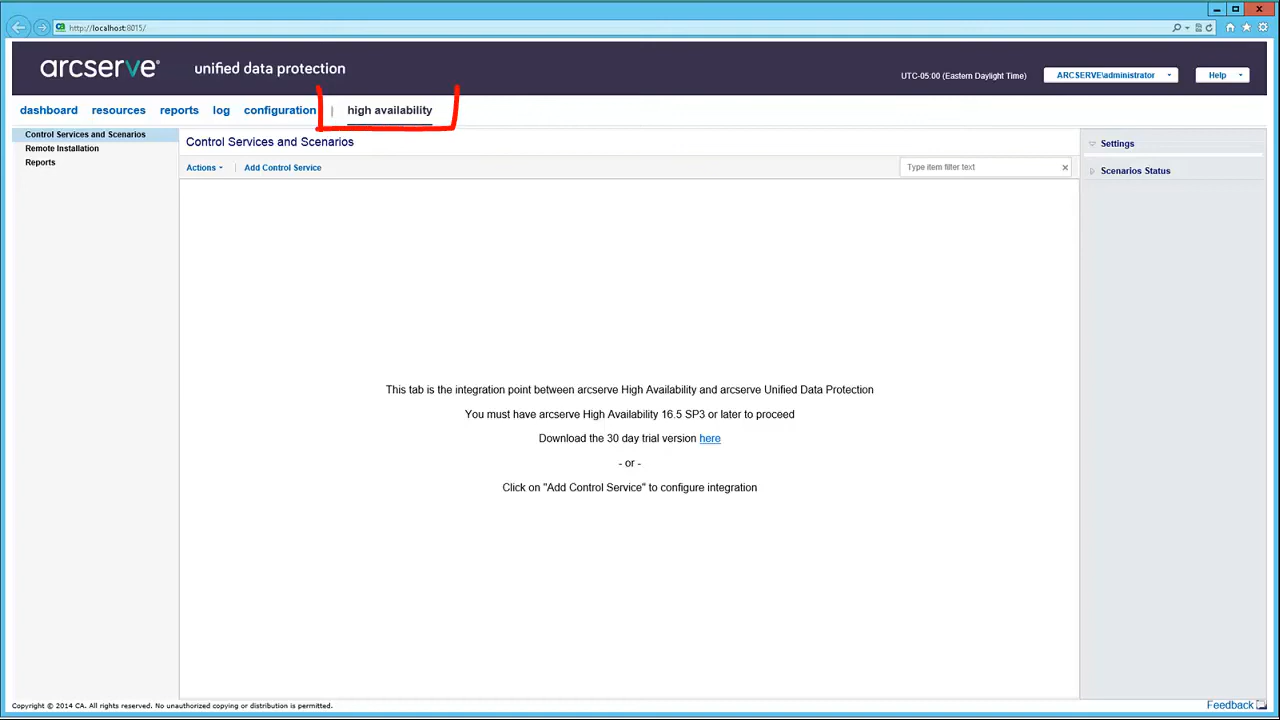 http://localhost:8015/
arcserve® unified data protection
UTC-05:00 (Eastern Daylight Time)
ARCSERVE\administrator
Help
dashboard resources reports log configuration | high availability
Control Services and Scenarios
Remote Installation
Reports
Control Services and Scenarios
Actions
Add Control Service
Type item filter text
Settings
Scenarios Status
This tab is the integration point between arcserve High Availability and arcserve Unified Data Protection
You must have arcserve High Availability 16.5 SP3 or later to proceed
Download the 30 day trial version here
- or -
Click on "Add Control Service" to configure integration
Copyright © 2014 CA. All rights reserved. No unauthorized copying or distribution is permitted.
Feedback